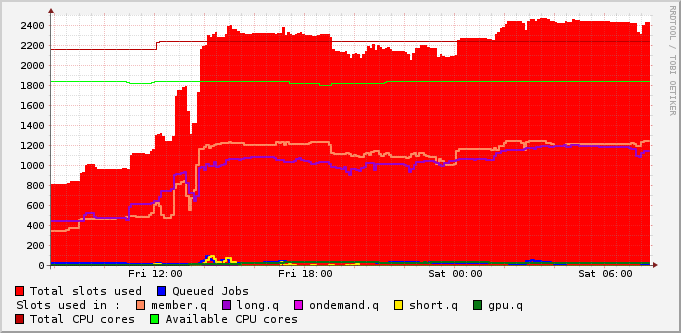 2400
2200
2000
1800
1600
1400
1200
1000
800
600
400
200
0
Fri 12:00 Fri 18:00 Sat 00:00 Sat 06:00
Total slots used Queued Jobs
Slots used in : member.q long.q ondemand.q short.q gpu.q
Total CPU cores Available CPU cores
RRDTOOL / TOBI OETIKER